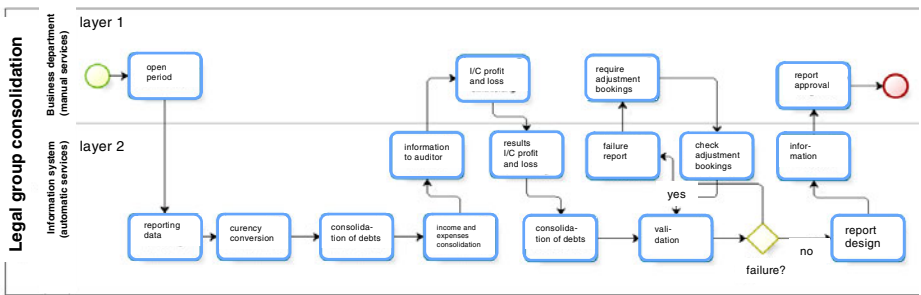 Legal group consolidation
Business department
(manual services)
layer 1
open
period
I/C profit
and loss
require
adjustment
bookings
report
approval
Information system
(automatic services)
layer 2
information
to auditor
results
I/C profit
and loss
failure
report
check
adjustment
bookings
infor-
mation
yes
reporting
data
curency
conversion
consolida-
tion of debts
income and
expenses
consolidation
consolida-
tion of debts
vali-
dation
failure?
no
report
design